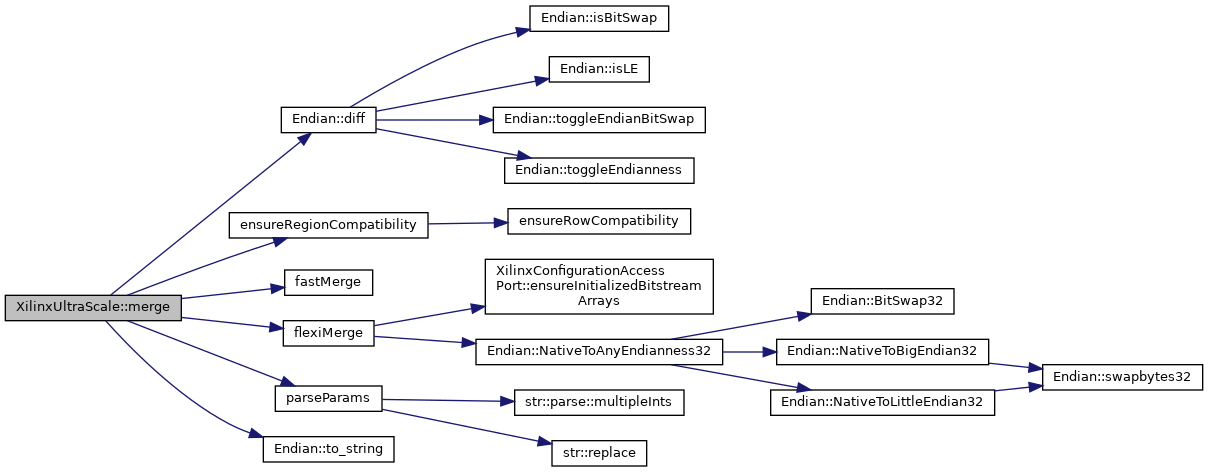 Endian::isBitSwap
Endian::isLE
Endian::diff
Endian::toggleEndianBitSwap
Endian::toggleEndianness
ensureRegionCompatibility
ensureRowCompatibility
XilinxUltraScale::merge
fastMerge
flexiMerge
XilinxConfigurationAccess
Port::ensureInitializedBitstream
Arrays
Endian::NativeToAnyEndianness32
Endian::BitSwap32
Endian::NativeToBigEndian32
Endian::NativeToLittleEndian32
Endian::swapbytes32
parseParams
str::parse::multipleInts
str::replace
Endian::to_string